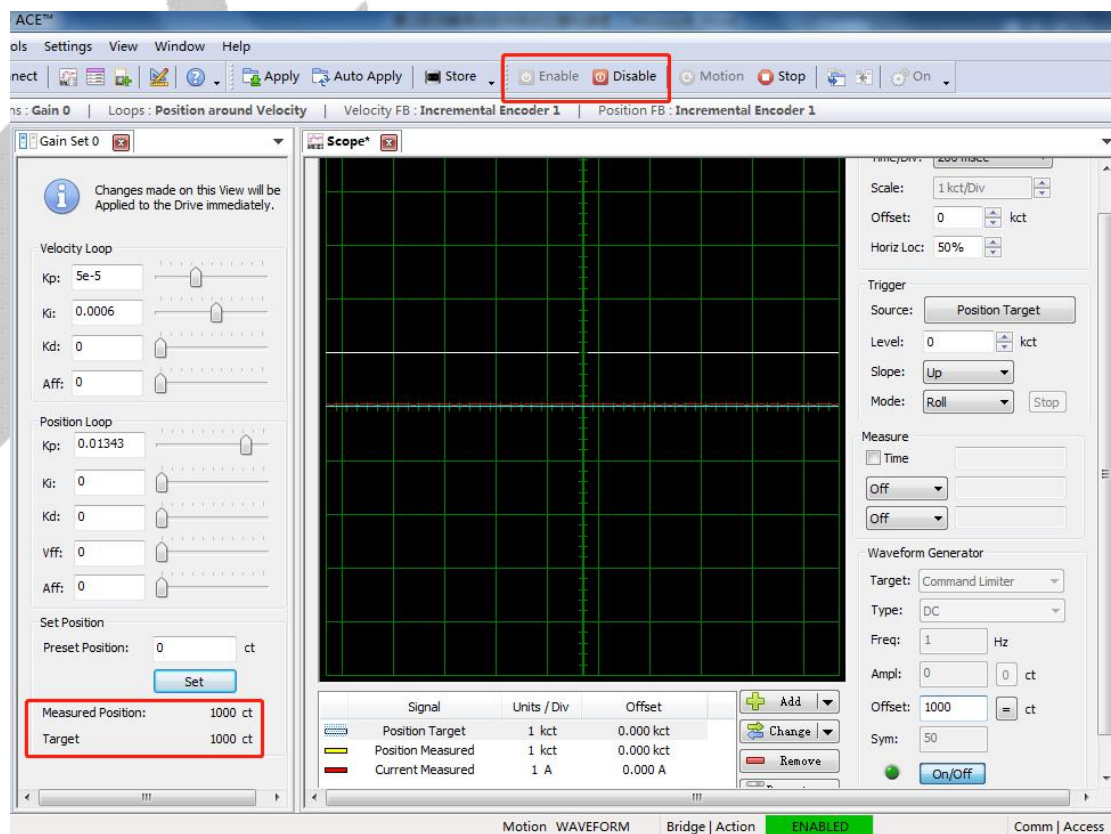 ACE™
ols Settings View Window Help
nnect Apply Auto Apply Store Enable Disable Motion Stop On
ns : Gain 0 | Loops : Position around Velocity | Velocity FB : Incremental Encoder 1 | Position FB : Incremental Encoder 1
Gain Set 0
Changes made on this View will be
Applied to the Drive immediately.
Velocity Loop
Kp: 5e-5
Ki: 0.0006
Kd: 0
Aff: 0
Position Loop
Kp: 0.01343
Ki: 0
Kd: 0
Vff: 0
Aff: 0
Set Position
Preset Position: 0 ct
Set
Measured Position: 1000 ct
Target 1000 ct
Scope*
Signal Units / Div Offset
Position Target 1 kct 0.000 kct
Position Measured 1 kct 0.000 kct
Current Measured 1 A 0.000 A
Add
Change
Remove
Time/Div: 200 msec
Scale: 1 kct/Div
Offset: 0 kct
Horiz Loc: 50%
Trigger
Source: Position Target
Level: 0 kct
Slope: Up
Mode: Roll Stop
Measure
Time
Off
Off
Waveform Generator
Target: Command Limiter
Type: DC
Freq: 1 Hz
Ampl: 0 0 ct
Offset: 1000 = ct
Sym: 50
On/Off
Motion WAVEFORM Bridge | Action ENABLED Comm | Access